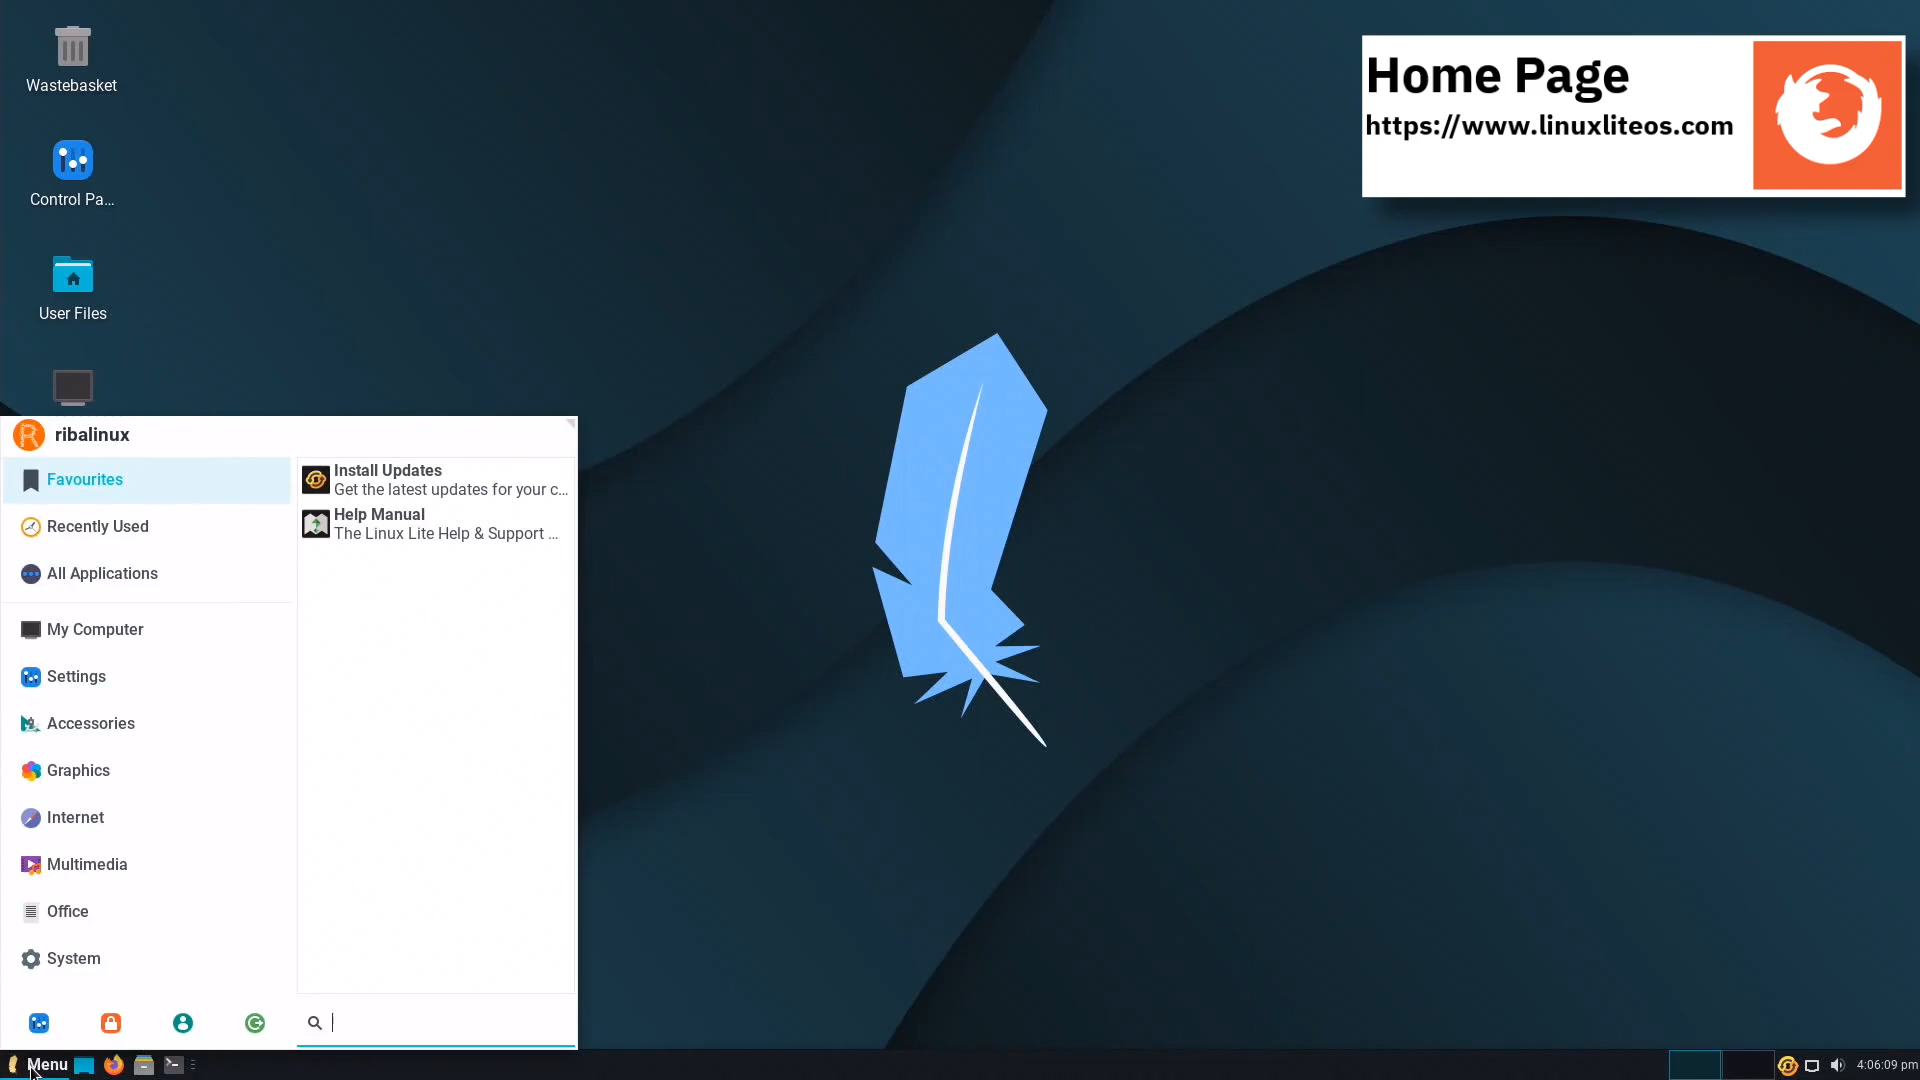 Wastebasket
Control Pa...
User Files
Home Page
https://www.linuxliteos.com
ribalinux
Favourites
Recently Used
All Applications
My Computer
Settings
Accessories
Graphics
Internet
Multimedia
Office
System
Install Updates
Get the latest updates for your c...
Help Manual
The Linux Lite Help & Support ...
Menu
4:06:09 pm